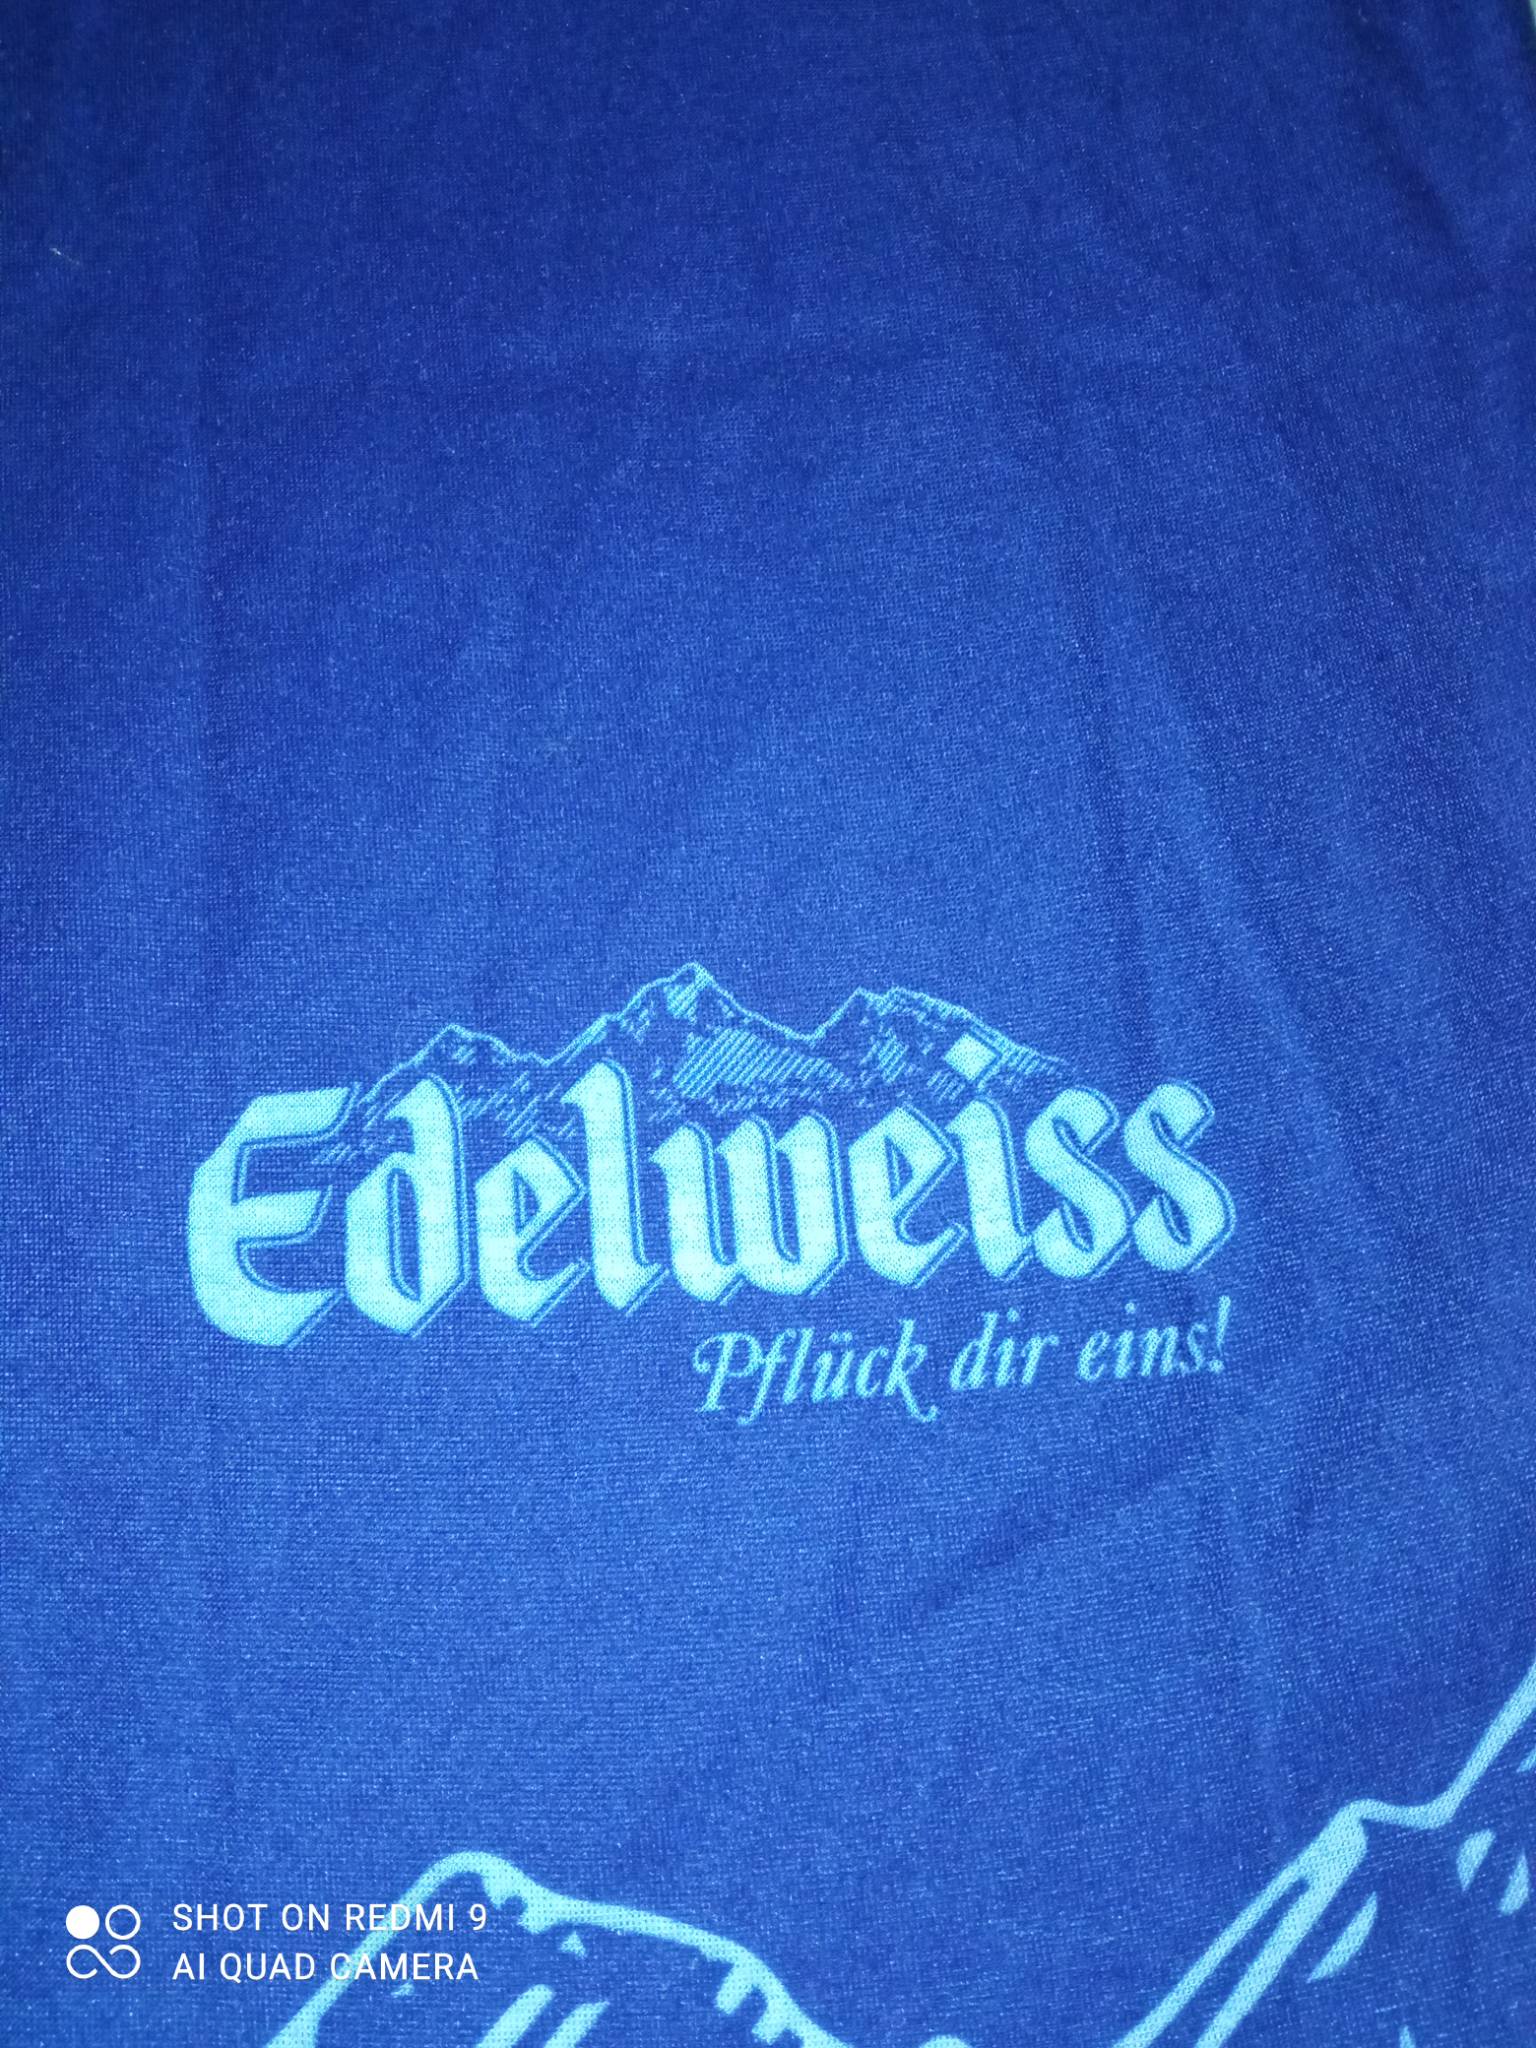 Edelweiss
Pflück dir eins!
SHOT ON REDMI 9
AI QUAD CAMERA